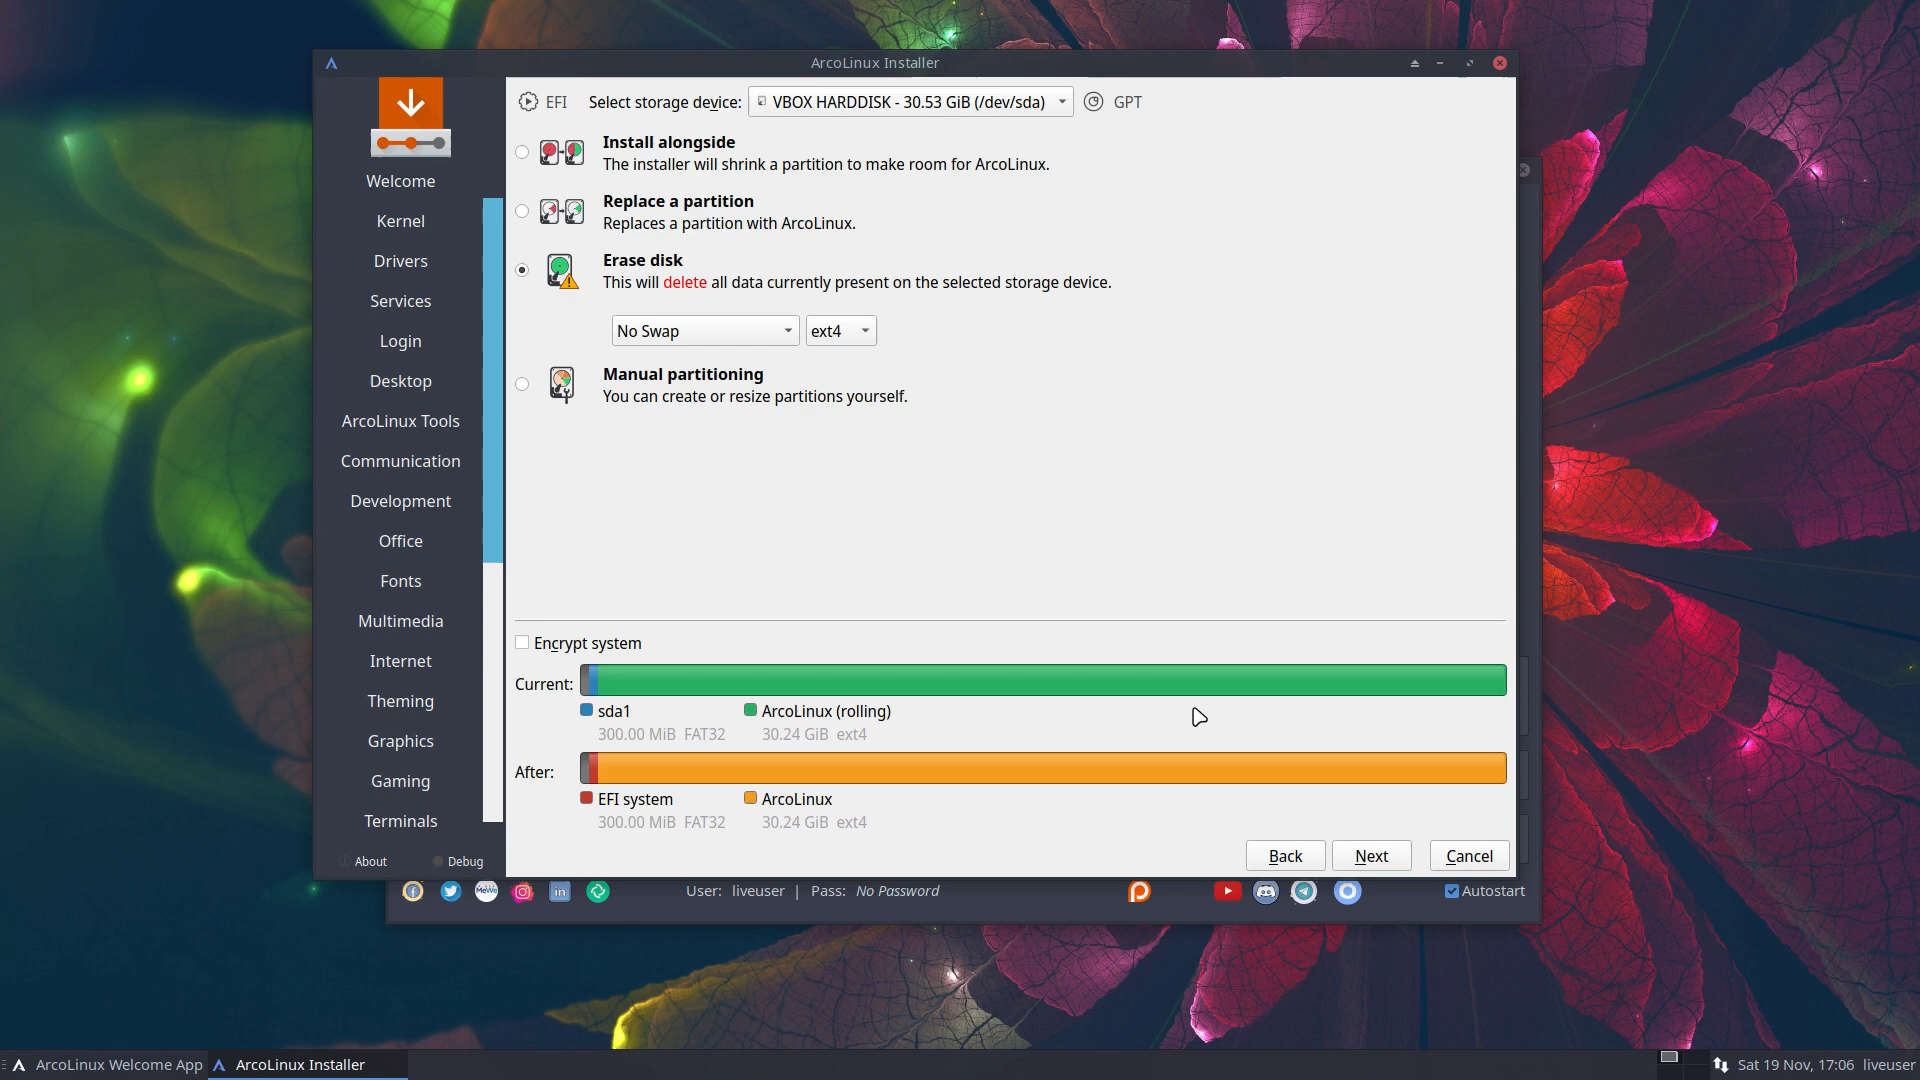 ArcoLinux Installer
EFI Select storage device: VBOX HARDDISK - 30.53 GiB (/dev/sda) GPT
Install alongside
The installer will shrink a partition to make room for ArcoLinux.
Replace a partition
Replaces a partition with ArcoLinux.
Erase disk
This will delete all data currently present on the selected storage device.
No Swap ext4
Manual partitioning
You can create or resize partitions yourself.
Welcome
Kernel
Drivers
Services
Login
Desktop
ArcoLinux Tools
Communication
Development
Office
Fonts
Multimedia
Internet
Theming
Graphics
Gaming
Terminals
About Debug
Encrypt system
Current:
sda1 ArcoLinux (rolling)
300.00 MiB FAT32 30.24 GiB ext4
After:
EFI system ArcoLinux
300.00 MiB FAT32 30.24 GiB ext4
Back Next Cancel
MeWe in User: liveuser | Pass: No Password Autostart
ArcoLinux Welcome App ArcoLinux Installer Sat 19 Nov, 17:06 liveuser